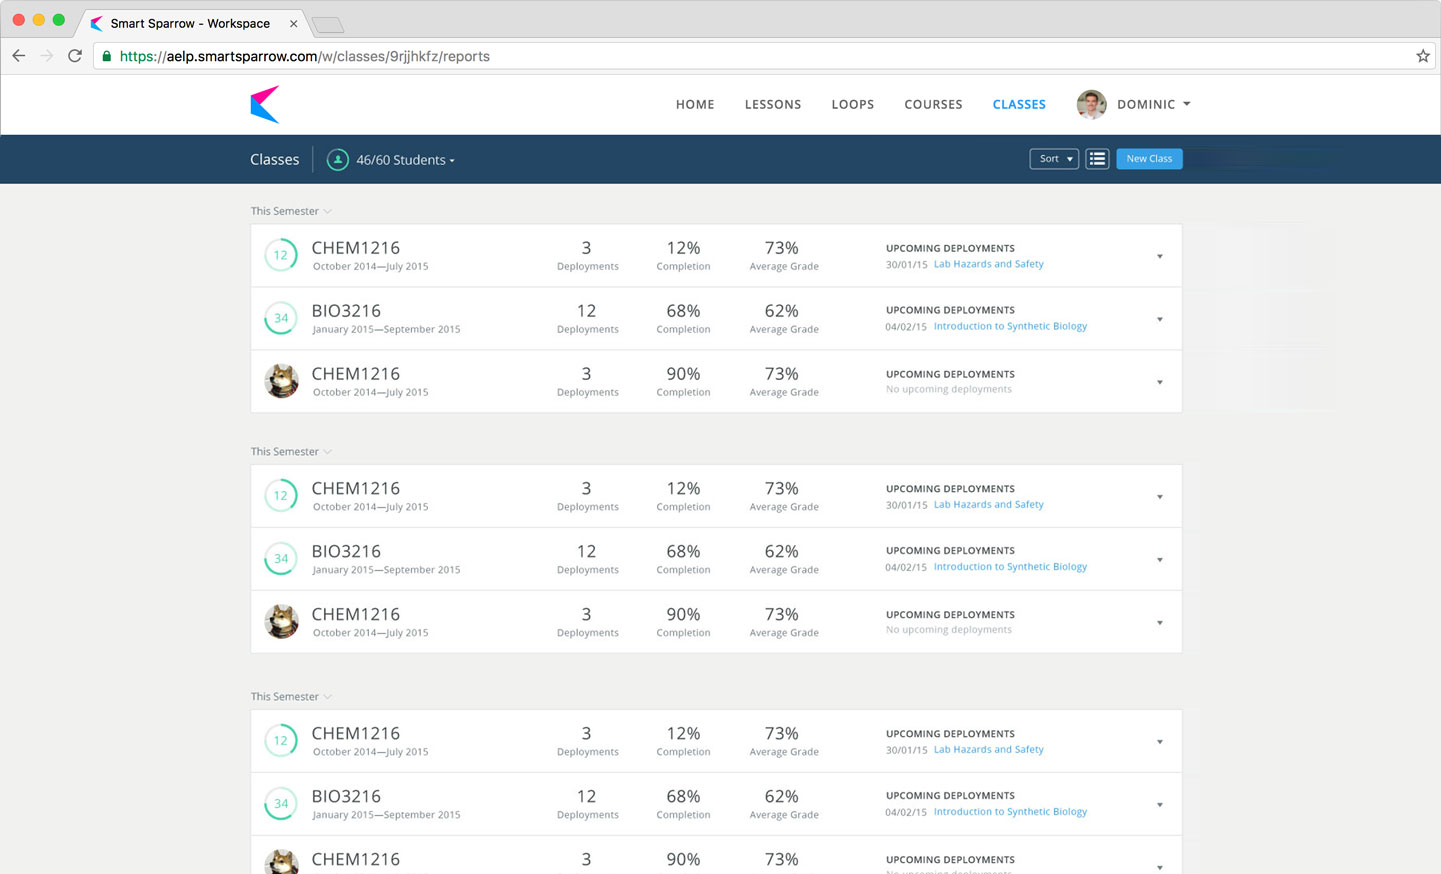 Smart Sparrow - Workspace
https://aelp.smartsparrow.com/w/classes/9rjjhkfz/reports
HOME LESSONS LOOPS COURSES CLASSES DOMINIC
Classes 46/60 Students Sort New Class
This Semester
12 CHEM1216 3 12% 73% UPCOMING DEPLOYMENTS
October 2014—July 2015 Deployments Completion Average Grade 30/01/15 Lab Hazards and Safety
34 BIO3216 12 68% 62% UPCOMING DEPLOYMENTS
January 2015—September 2015 Deployments Completion Average Grade 04/02/15 Introduction to Synthetic Biology
CHEM1216 3 90% 73% UPCOMING DEPLOYMENTS
October 2014—July 2015 Deployments Completion Average Grade No upcoming deployments
This Semester
12 CHEM1216 3 12% 73% UPCOMING DEPLOYMENTS
October 2014—July 2015 Deployments Completion Average Grade 30/01/15 Lab Hazards and Safety
34 BIO3216 12 68% 62% UPCOMING DEPLOYMENTS
January 2015—September 2015 Deployments Completion Average Grade 04/02/15 Introduction to Synthetic Biology
CHEM1216 3 90% 73% UPCOMING DEPLOYMENTS
October 2014—July 2015 Deployments Completion Average Grade No upcoming deployments
This Semester
12 CHEM1216 3 12% 73% UPCOMING DEPLOYMENTS
October 2014—July 2015 Deployments Completion Average Grade 30/01/15 Lab Hazards and Safety
34 BIO3216 12 68% 62% UPCOMING DEPLOYMENTS
January 2015—September 2015 Deployments Completion Average Grade 04/02/15 Introduction to Synthetic Biology
CHEM1216 3 90% 73% UPCOMING DEPLOYMENTS